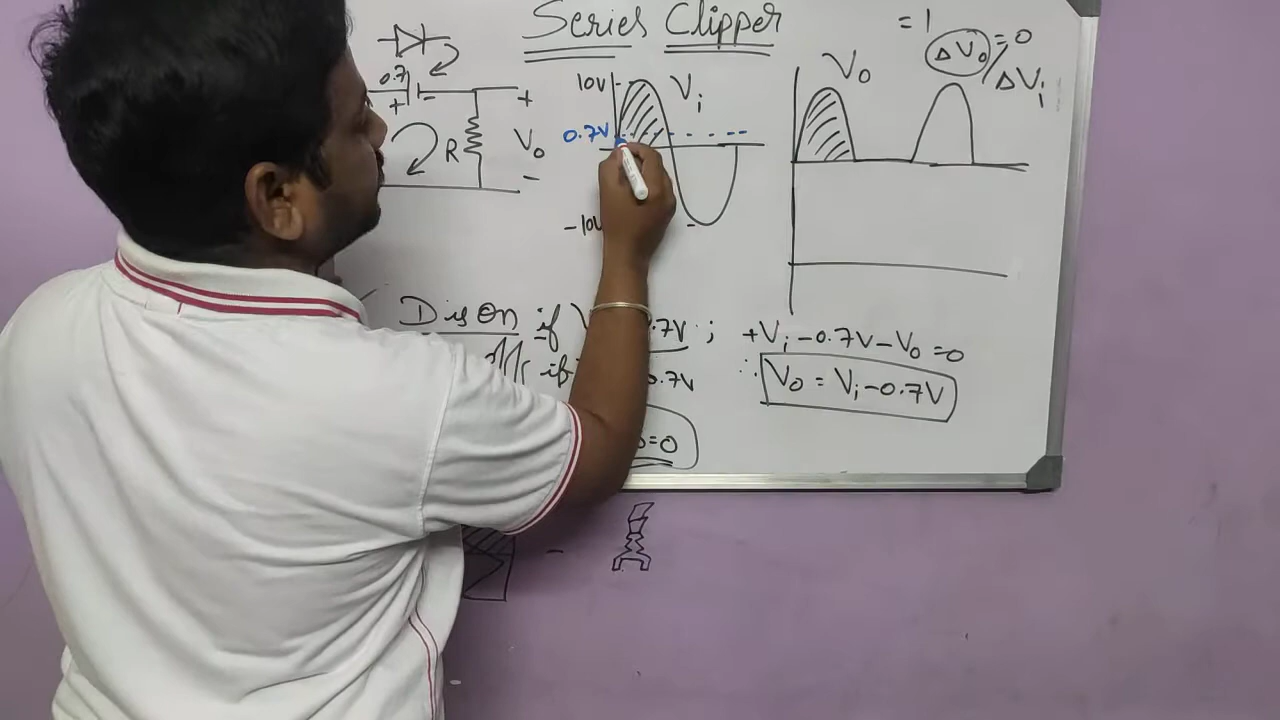 Series Clipper
= 1
ΔV₀ = 0
/ ΔVᵢ
0.7
+ -
+
R
V₀
-
10V
Vᵢ
0.7V
-10V
V₀
D is ON if V .7V ; +Vᵢ - 0.7V - V₀ = 0
off if 0.7V
∴ V₀ = Vᵢ - 0.7V
=0